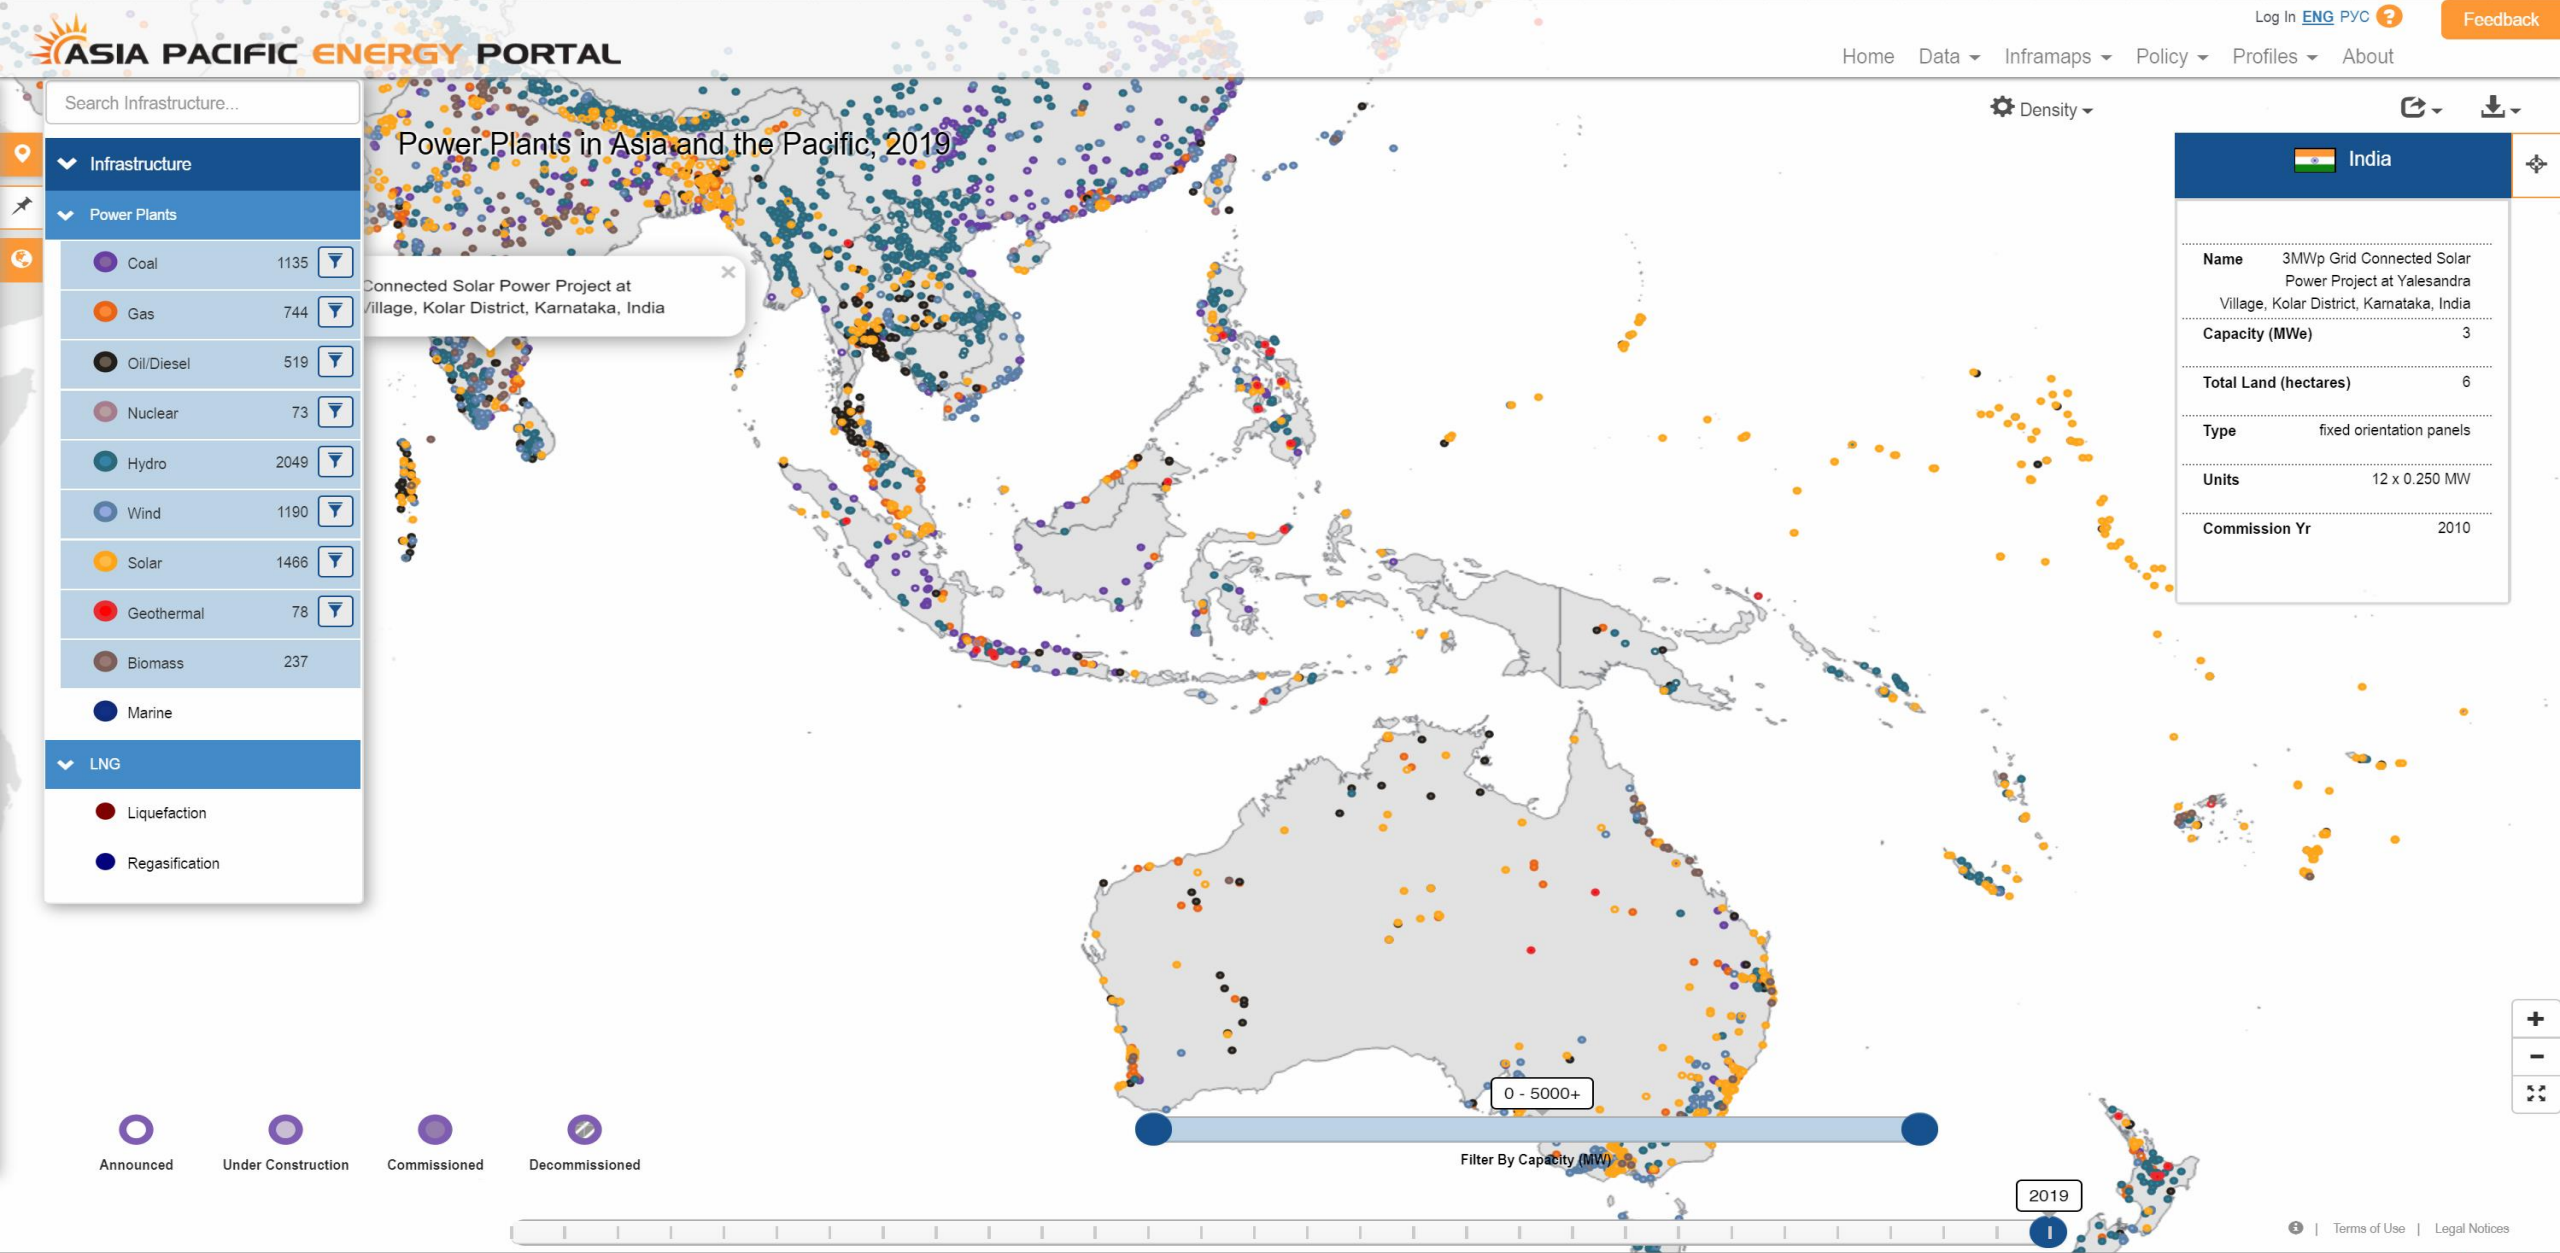 ASIA PACIFIC ENERGY PORTAL
Log In ENG РУС ?
Feedback
Home Data Inframaps Policy Profiles About
Search Infrastructure...
Density
Power Plants in Asia and the Pacific, 2019
Infrastructure
Power Plants
Coal 1135
Gas 744
Oil/Diesel 519
Nuclear 73
Hydro 2049
Wind 1190
Solar 1466
Geothermal 78
Biomass 237
Marine
LNG
Liquefaction
Regasification
Connected Solar Power Project at
Village, Kolar District, Karnataka, India
India
Name 3MWp Grid Connected Solar
Power Project at Yalesandra
Village, Kolar District, Karnataka, India
Capacity (MWe) 3
Total Land (hectares) 6
Type fixed orientation panels
Units 12 x 0.250 MW
Commission Yr 2010
Announced
Under Construction
Commissioned
Decommissioned
0 - 5000+
Filter By Capacity (MW)
2019
Terms of Use | Legal Notices